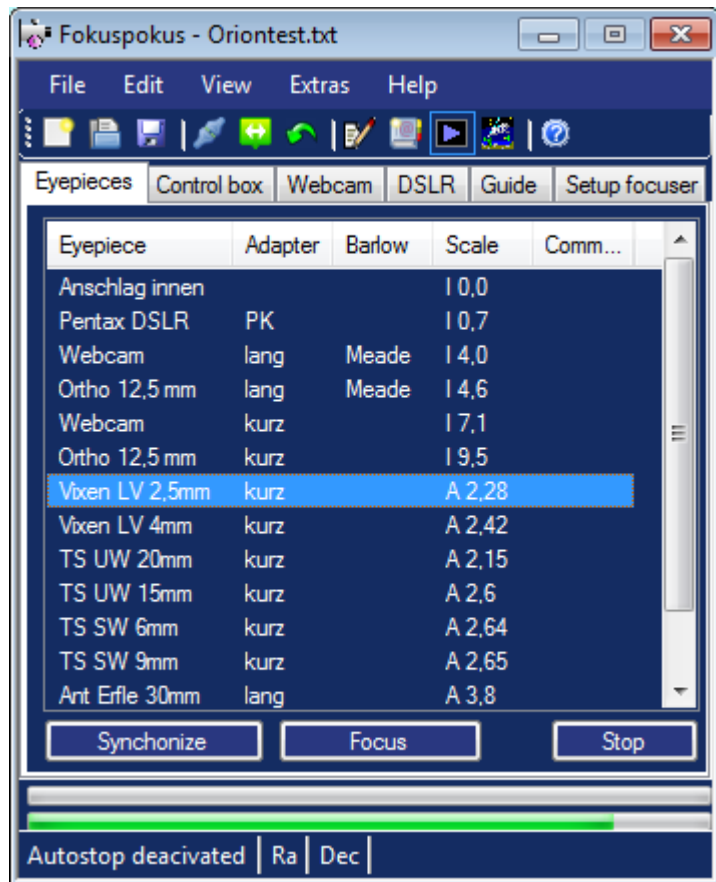 Fokuspokus - Oriontest.txt
File Edit View Extras Help
Eyepieces Control box Webcam DSLR Guide Setup focuser
Eyepiece Adapter Barlow Scale Comm...
Anschlag innen I 0,0
Pentax DSLR PK I 0,7
Webcam lang Meade I 4,0
Ortho 12,5 mm lang Meade I 4,6
Webcam kurz I 7,1
Ortho 12,5 mm kurz I 9,5
Vixen LV 2,5mm kurz A 2,28
Vixen LV 4mm kurz A 2,42
TS UW 20mm kurz A 2,15
TS UW 15mm kurz A 2,6
TS SW 6mm kurz A 2,64
TS SW 9mm kurz A 2,65
Ant Erfle 30mm lang A 3,8
Synchonize Focus Stop
Autostop deacivated Ra Dec